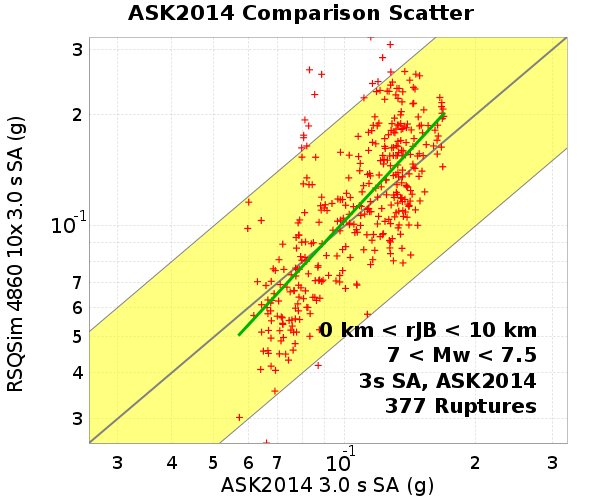 ASK2014 Comparison Scatter
RSQSim 4860 10x 3.0 s SA (g)
3
2
10-1
7
6
5
4
3
0 km < rJB < 10 km
7 < Mw < 7.5
3s SA, ASK2014
377 Ruptures
3 4 5 6 7 10-1 2 3
ASK2014 3.0 s SA (g)